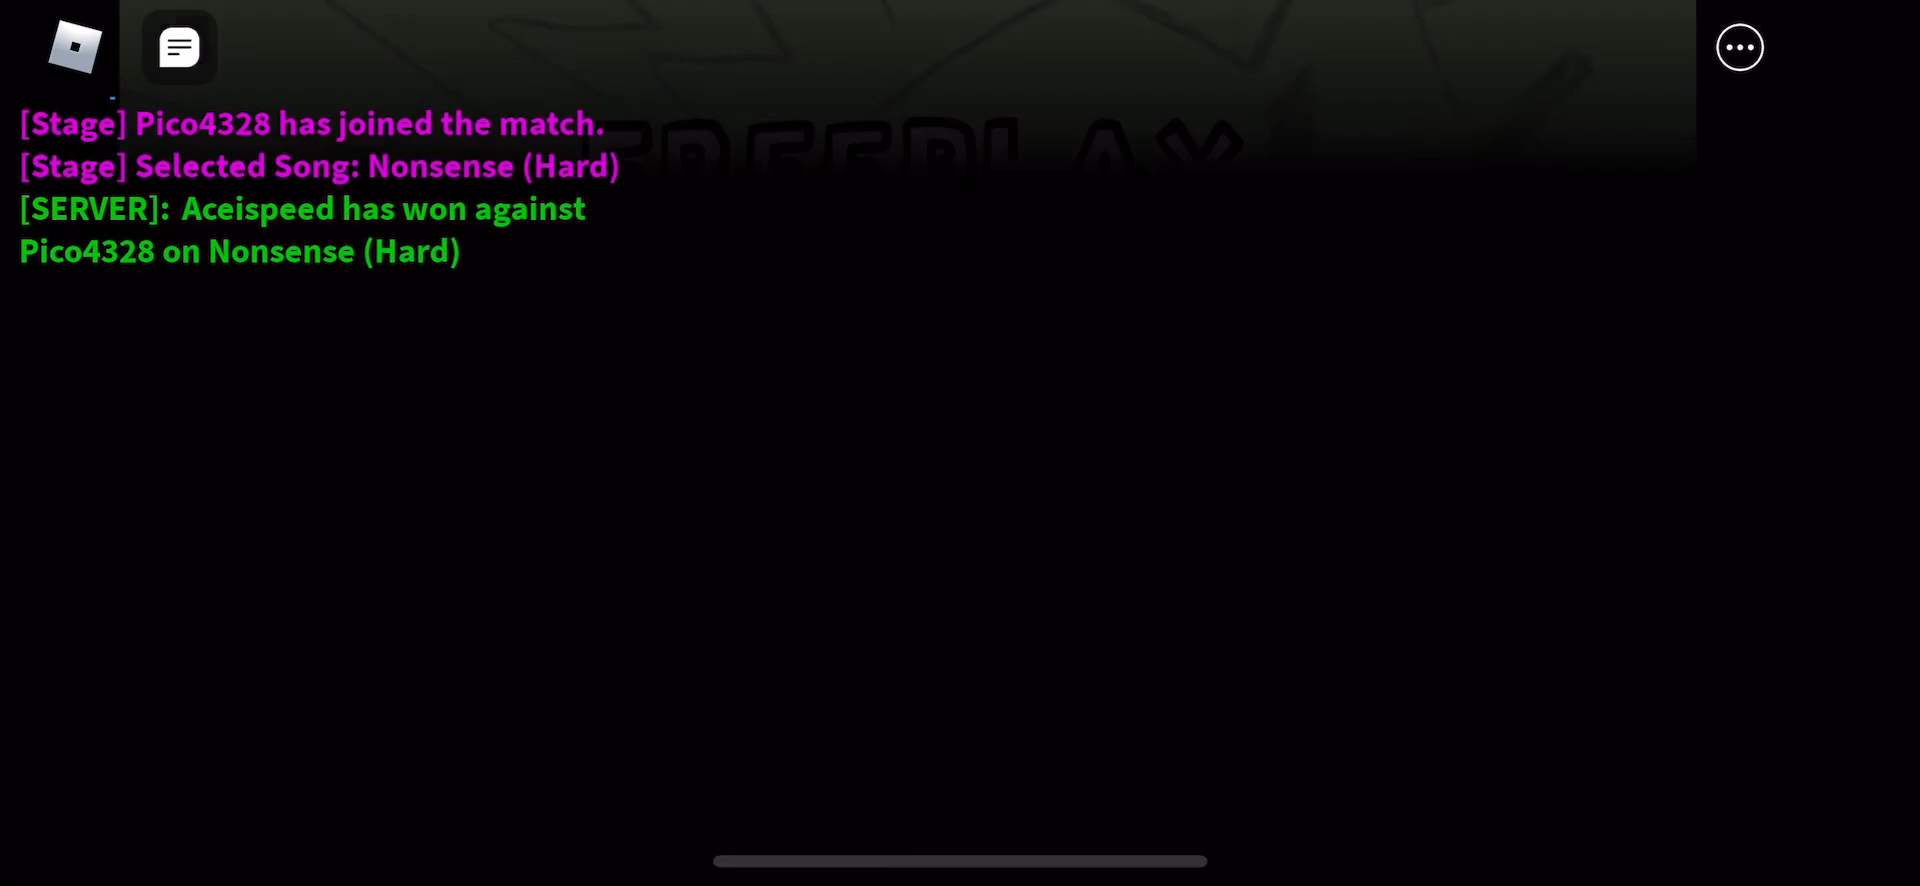 FREEPLAY
[Stage] Pico4328 has joined the match.
[Stage] Selected Song: Nonsense (Hard)
[SERVER]: Aceispeed has won against
Pico4328 on Nonsense (Hard)